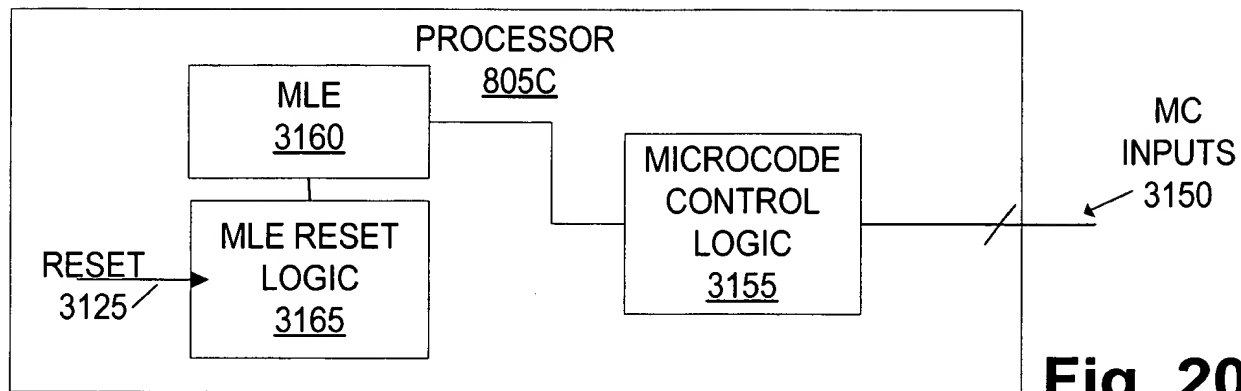 PROCESSOR
805C
MLE
3160
MLE RESET
LOGIC
3165
RESET
3125
MICROCODE
CONTROL
LOGIC
3155
MC
INPUTS
3150
Fig. 20